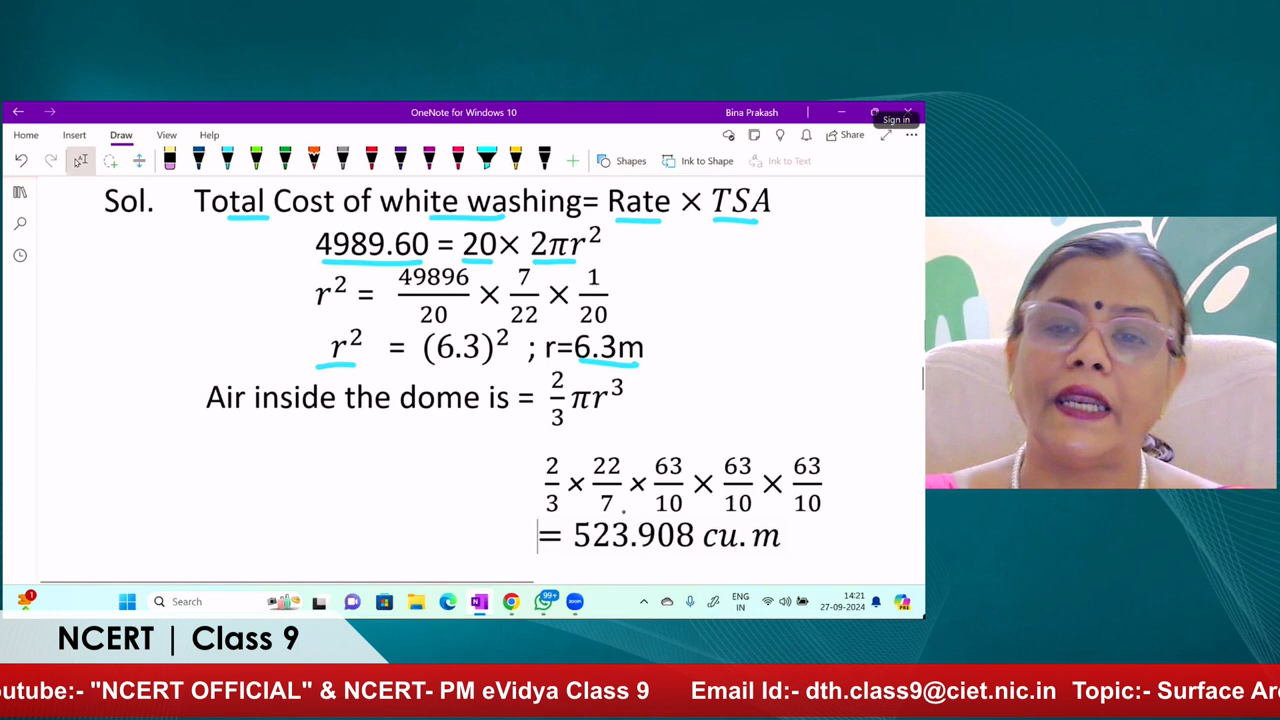 OneNote for Windows 10
Bina Prakash
Sign in
Home Insert Draw View Help
Share
Shapes Ink to Shape Ink to Text
Sol. Total Cost of white washing= Rate × TSA
4989.60 = 20× 2πr²
r² = 49896/20 × 7/22 × 1/20
r² = (6.3)² ; r=6.3m
Air inside the dome is = 2/3 πr³
2/3 × 22/7 × 63/10 × 63/10 × 63/10
= 523.908 cu. m
1
Search
99+
zoom
ENG
IN
14:21
27-09-2024
PRE
NCERT | Class 9
outube:- "NCERT OFFICIAL" & NCERT- PM eVidya Class 9 Email Id:- dth.class9@ciet.nic.in Topic:- Surface Are